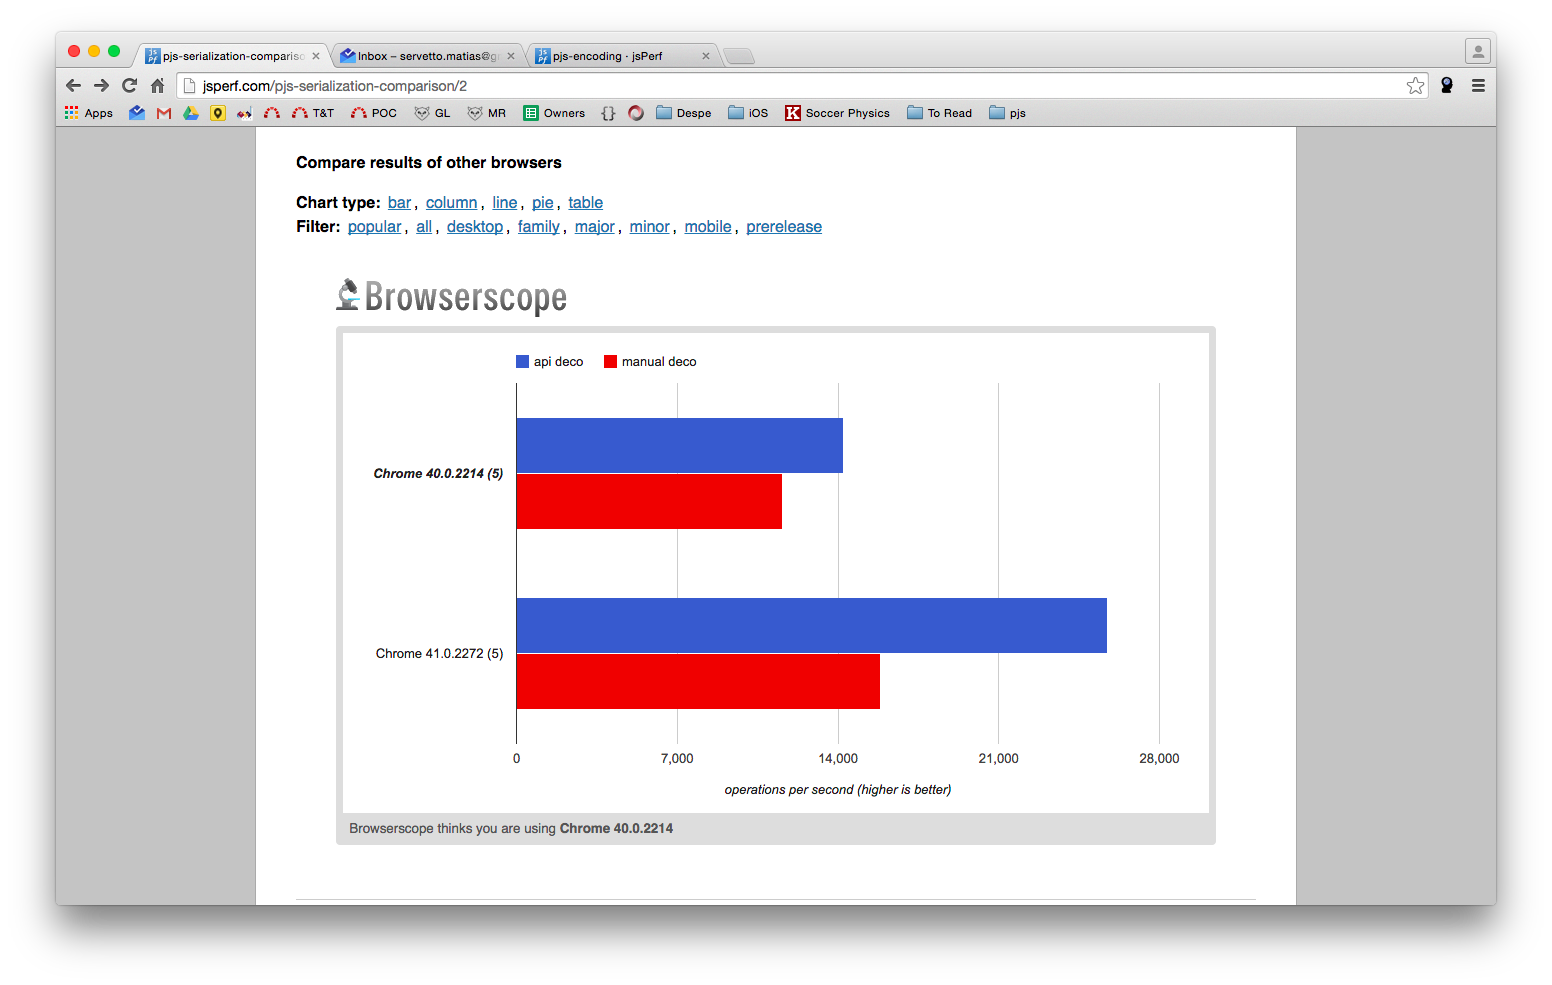 pjs-serialization-compariso
Inbox – servetto.matias@g
pjs-encoding · jsPerf
jsperf.com/pjs-serialization-comparison/2
Apps T&T POC GL MR Owners {} Despe iOS K Soccer Physics To Read pjs
Compare results of other browsers
Chart type: bar, column, line, pie, table
Filter: popular, all, desktop, family, major, minor, mobile, prerelease
Browserscope
api deco manual deco
Chrome 40.0.2214 (5)
Chrome 41.0.2272 (5)
0 7,000 14,000 21,000 28,000
operations per second (higher is better)
Browserscope thinks you are using Chrome 40.0.2214